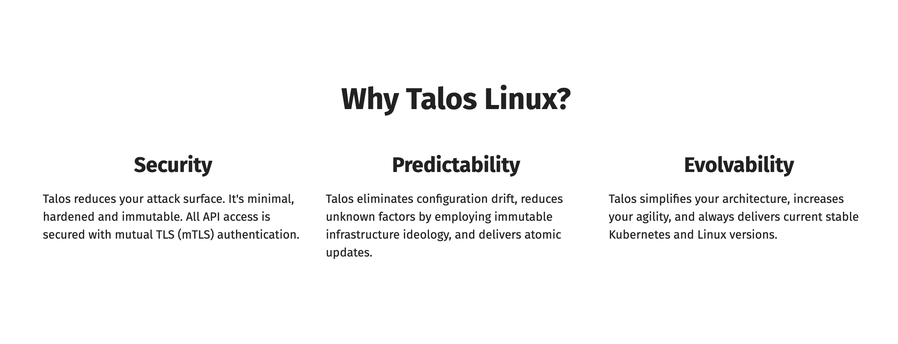 Why Talos Linux?
Security
Talos reduces your attack surface. It's minimal,
hardened and immutable. All API access is
secured with mutual TLS (mTLS) authentication.
Predictability
Talos eliminates configuration drift, reduces
unknown factors by employing immutable
infrastructure ideology, and delivers atomic
updates.
Evolvability
Talos simplifies your architecture, increases
your agility, and always delivers current stable
Kubernetes and Linux versions.